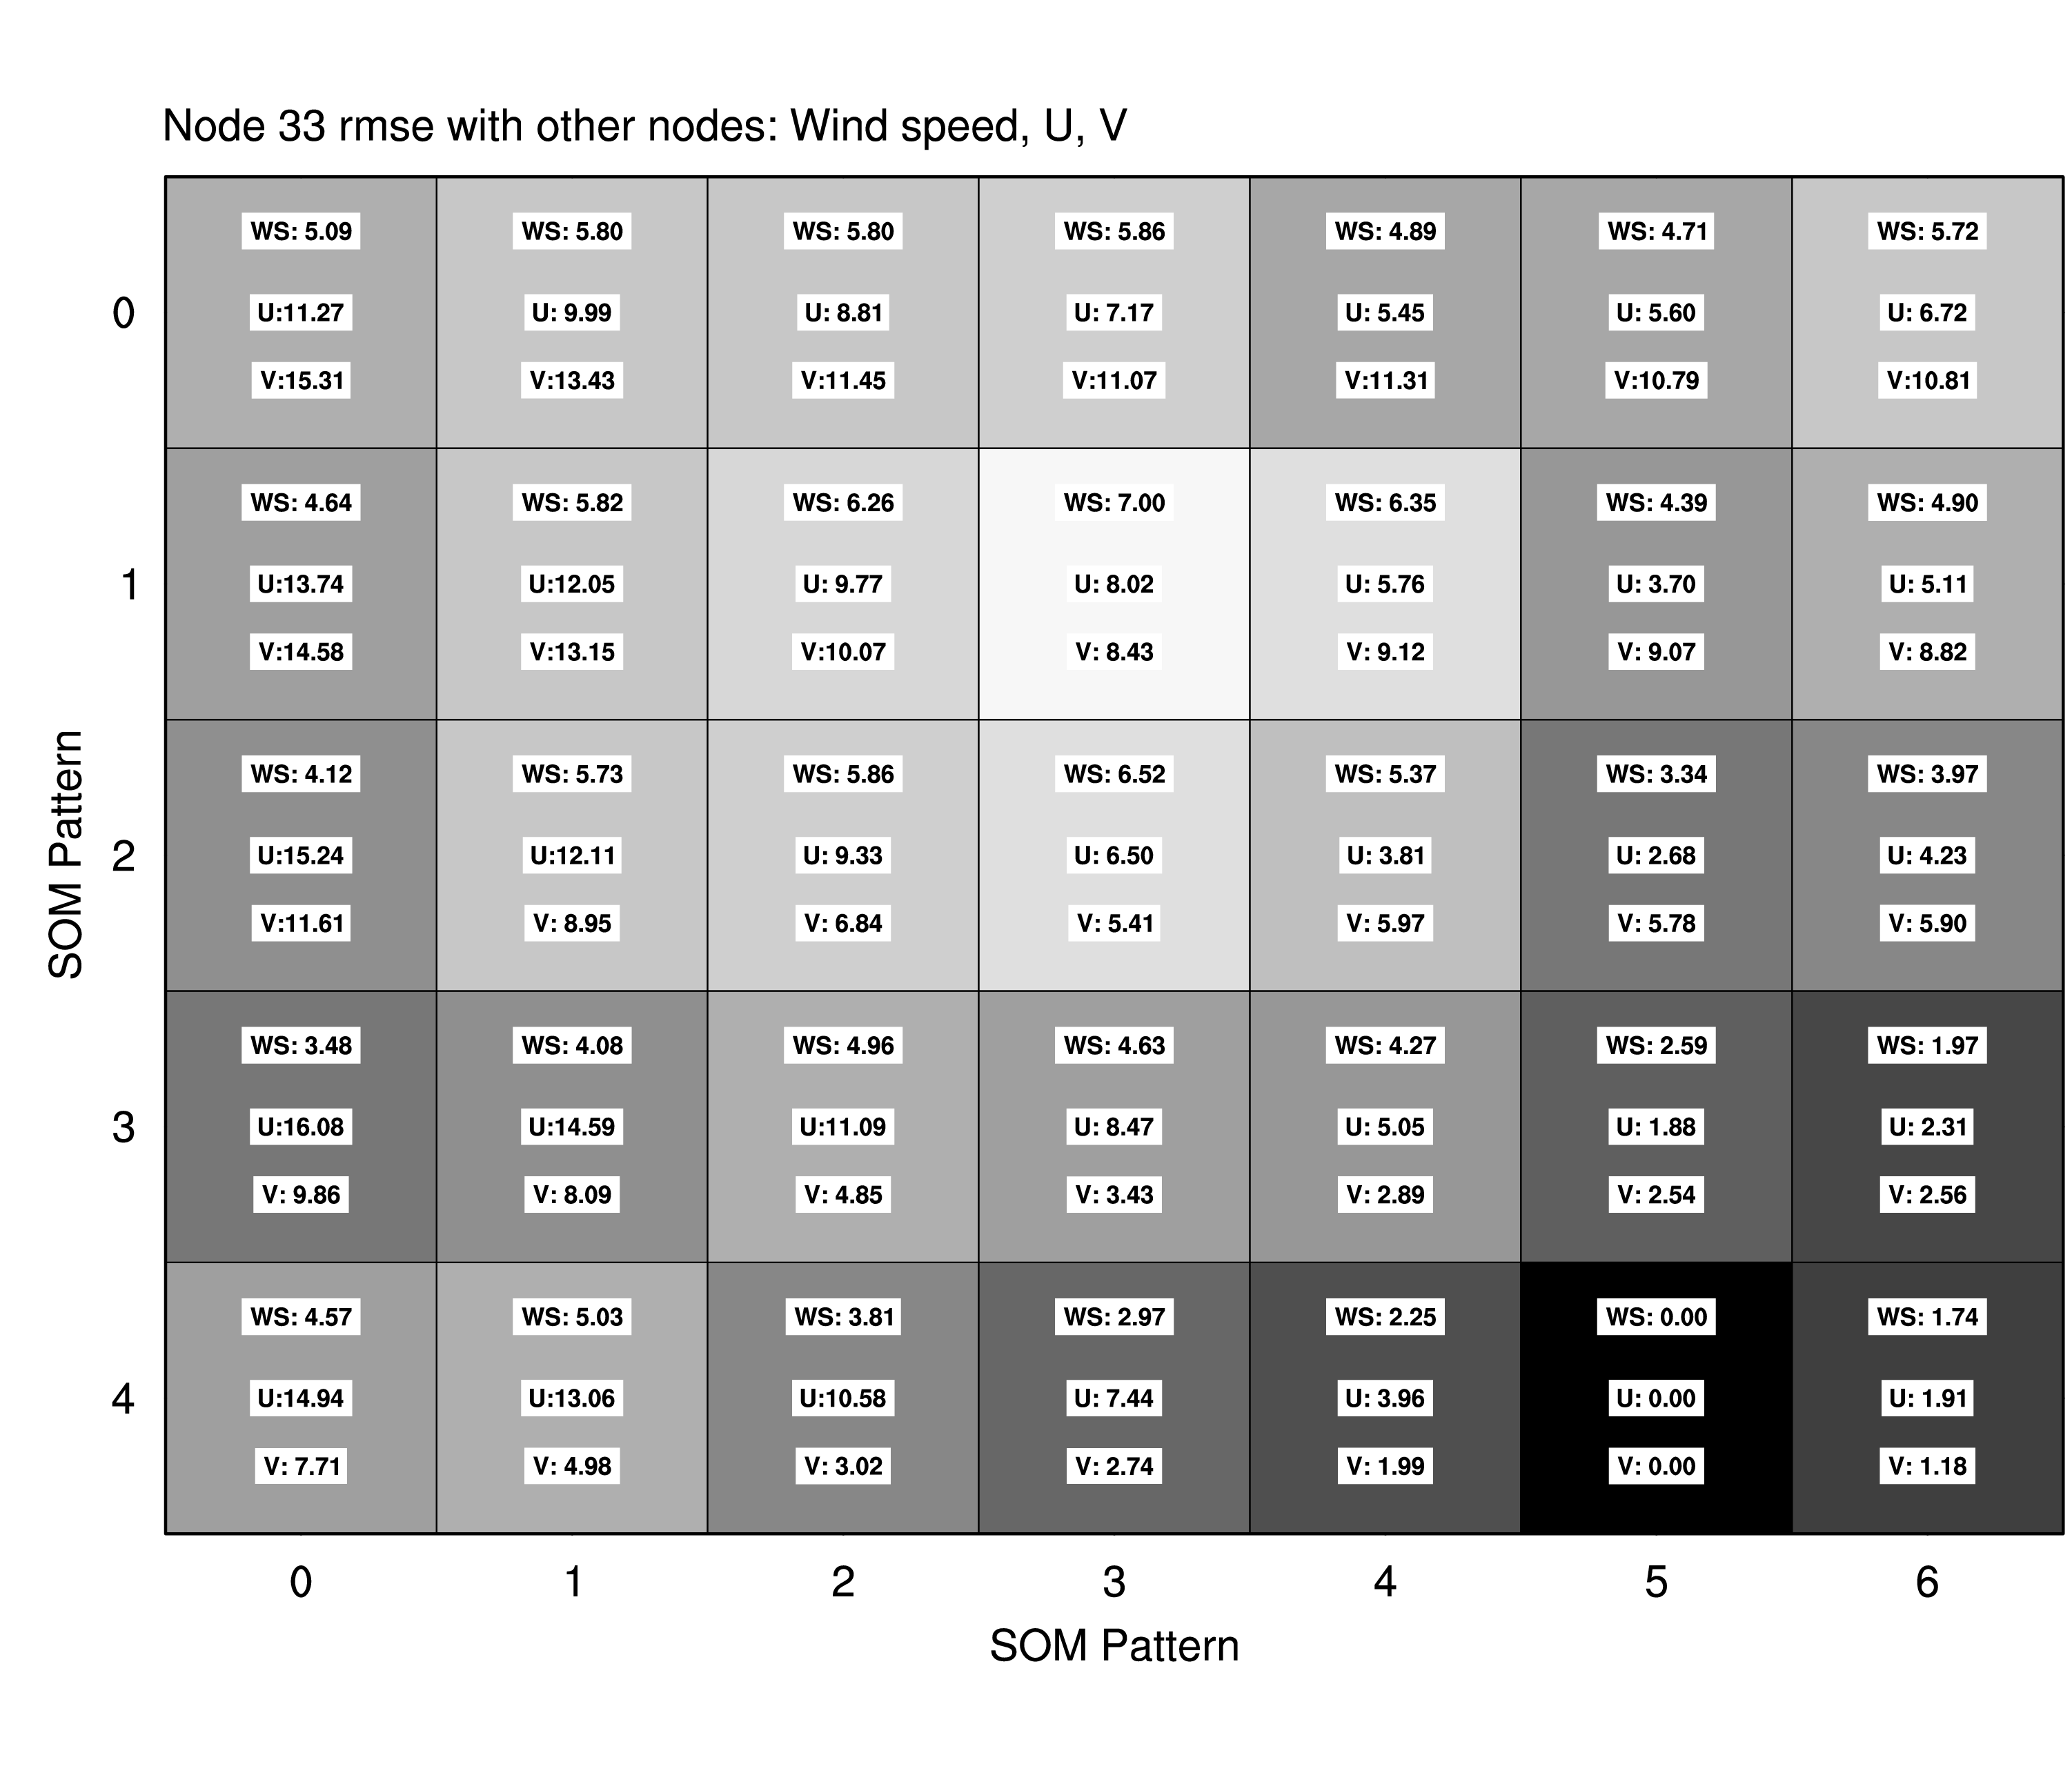 Node 33 rmse with other nodes: Wind speed, U, V
WS: 5.09 WS: 5.80 WS: 5.80 WS: 5.86 WS: 4.89 WS: 4.71 WS: 5.72
0 U:11.27 U: 9.99 U: 8.81 U: 7.17 U: 5.45 U: 5.60 U: 6.72
V:15.31 V:13.43 V:11.45 V:11.07 V:11.31 V:10.79 V:10.81
WS: 4.64 WS: 5.82 WS: 6.26 WS: 7.00 WS: 6.35 WS: 4.39 WS: 4.90
1 U:13.74 U:12.05 U: 9.77 U: 8.02 U: 5.76 U: 3.70 U: 5.11
V:14.58 V:13.15 V:10.07 V: 8.43 V: 9.12 V: 9.07 V: 8.82
SOM Pattern
WS: 4.12 WS: 5.73 WS: 5.86 WS: 6.52 WS: 5.37 WS: 3.34 WS: 3.97
2 U:15.24 U:12.11 U: 9.33 U: 6.50 U: 3.81 U: 2.68 U: 4.23
V:11.61 V: 8.95 V: 6.84 V: 5.41 V: 5.97 V: 5.78 V: 5.90
WS: 3.48 WS: 4.08 WS: 4.96 WS: 4.63 WS: 4.27 WS: 2.59 WS: 1.97
3 U:16.08 U:14.59 U:11.09 U: 8.47 U: 5.05 U: 1.88 U: 2.31
V: 9.86 V: 8.09 V: 4.85 V: 3.43 V: 2.89 V: 2.54 V: 2.56
WS: 4.57 WS: 5.03 WS: 3.81 WS: 2.97 WS: 2.25 WS: 0.00 WS: 1.74
4 U:14.94 U:13.06 U:10.58 U: 7.44 U: 3.96 U: 0.00 U: 1.91
V: 7.71 V: 4.98 V: 3.02 V: 2.74 V: 1.99 V: 0.00 V: 1.18
0 1 2 3 4 5 6
SOM Pattern